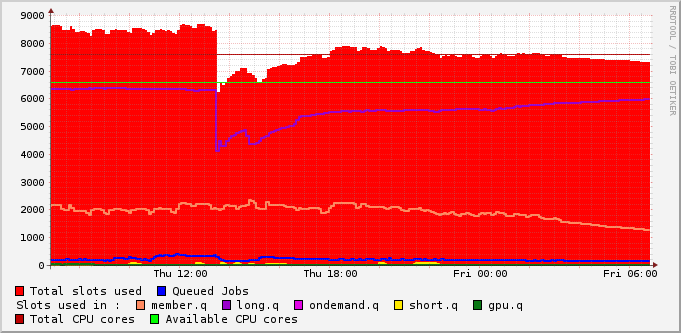 9000
8000
7000
6000
5000
4000
3000
2000
1000
0
Thu 12:00 Thu 18:00 Fri 00:00 Fri 06:00
Total slots used Queued Jobs
Slots used in : member.q long.q ondemand.q short.q gpu.q
Total CPU cores Available CPU cores
RRDTOOL / TOBI OETIKER